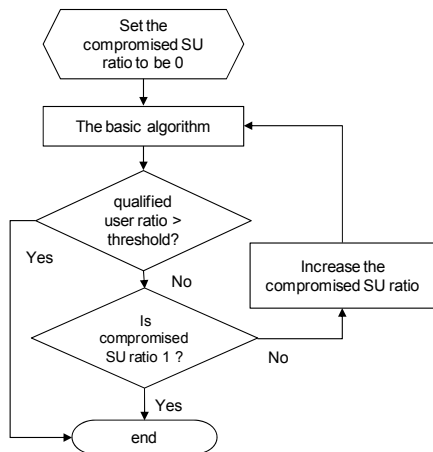 Set the
compromised SU
ratio to be 0
The basic algorithm
qualified
user ratio >
threshold?
Yes
No
Increase the
compromised SU ratio
Is
compromised
SU ratio 1 ?
No
Yes
end